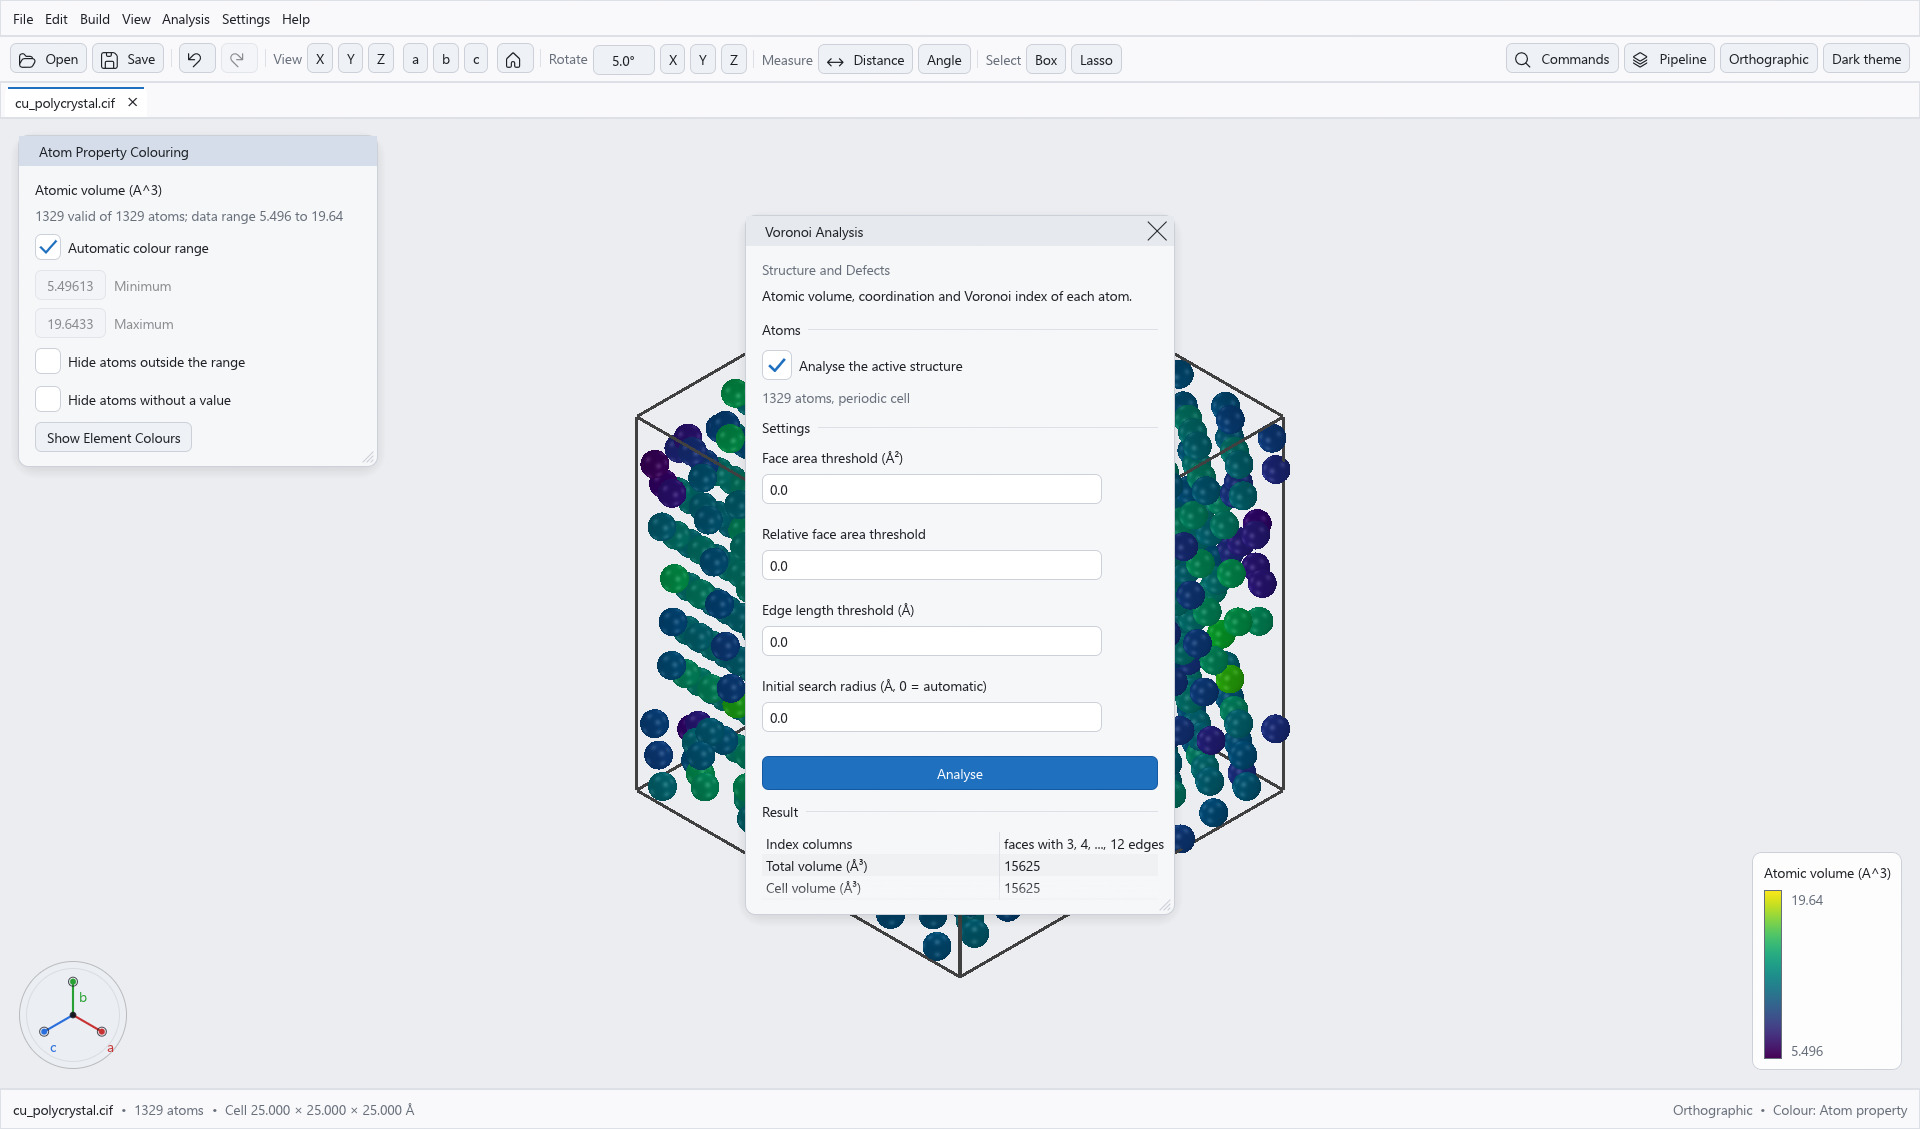 File Edit Build View Analysis Settings Help
Open Save View X Y Z a b c Rotate 5.0° X Y Z Measure Distance Angle Select Box Lasso Commands Pipeline Orthographic Dark theme
cu_polycrystal.cif
Atom Property Colouring
Atomic volume (A^3)
1329 valid of 1329 atoms; data range 5.496 to 19.64
Automatic colour range
5.49613 Minimum
19.6433 Maximum
Hide atoms outside the range
Hide atoms without a value
Show Element Colours
Voronoi Analysis
Structure and Defects
Atomic volume, coordination and Voronoi index of each atom.
Atoms
Analyse the active structure
1329 atoms, periodic cell
Settings
Face area threshold (Å²)
0.0
Relative face area threshold
0.0
Edge length threshold (Å)
0.0
Initial search radius (Å, 0 = automatic)
0.0
Analyse
Result
Index columns faces with 3, 4, ..., 12 edges
Total volume (Å³) 15625
Cell volume (Å³) 15625
Atomic volume (A^3)
19.64
5.496
b
c a
cu_polycrystal.cif • 1329 atoms • Cell 25.000 × 25.000 × 25.000 Å
Orthographic • Colour: Atom property